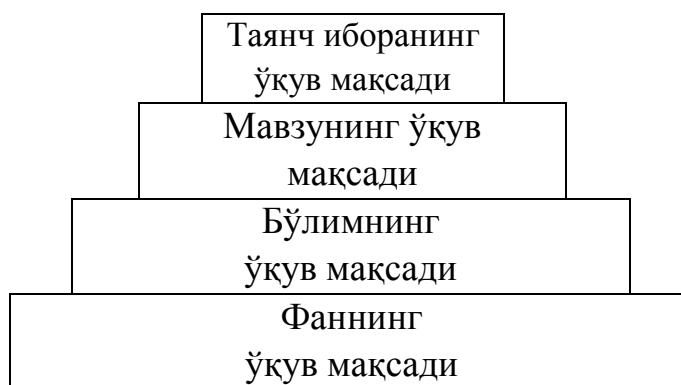 Таянч иборанинг
ўқув мақсади
Мавзунинг ўқув
мақсади
Бўлимнинг
ўқув мақсади
Фаннинг
ўқув мақсади